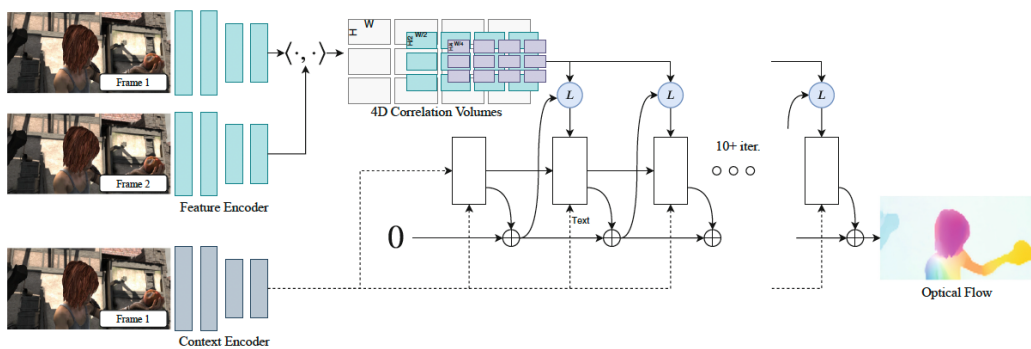 Frame 1
Frame 2
Feature Encoder
⟨·, ·⟩
W
H
W/2
H/2
W/4
H/4
4D Correlation Volumes
L
L
L
10+ iter.
Text
0
Optical Flow
Frame 1
Context Encoder